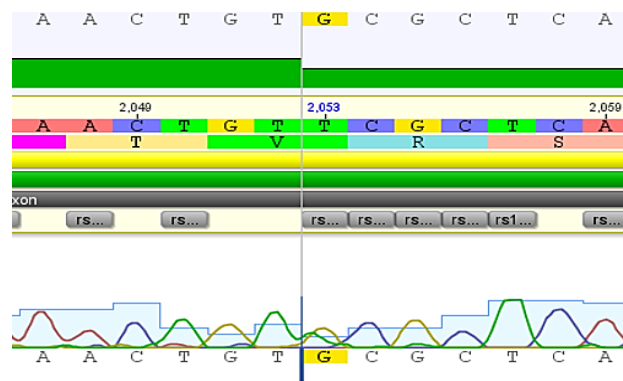 A A C T G T G C G C T C A
2,049 2,053 2,059
A A C T G T T C G C T C A
T V R S
xon
rs... rs... rs... rs... rs... rs... rs1... rs...
A A C T G T G C G C T C A